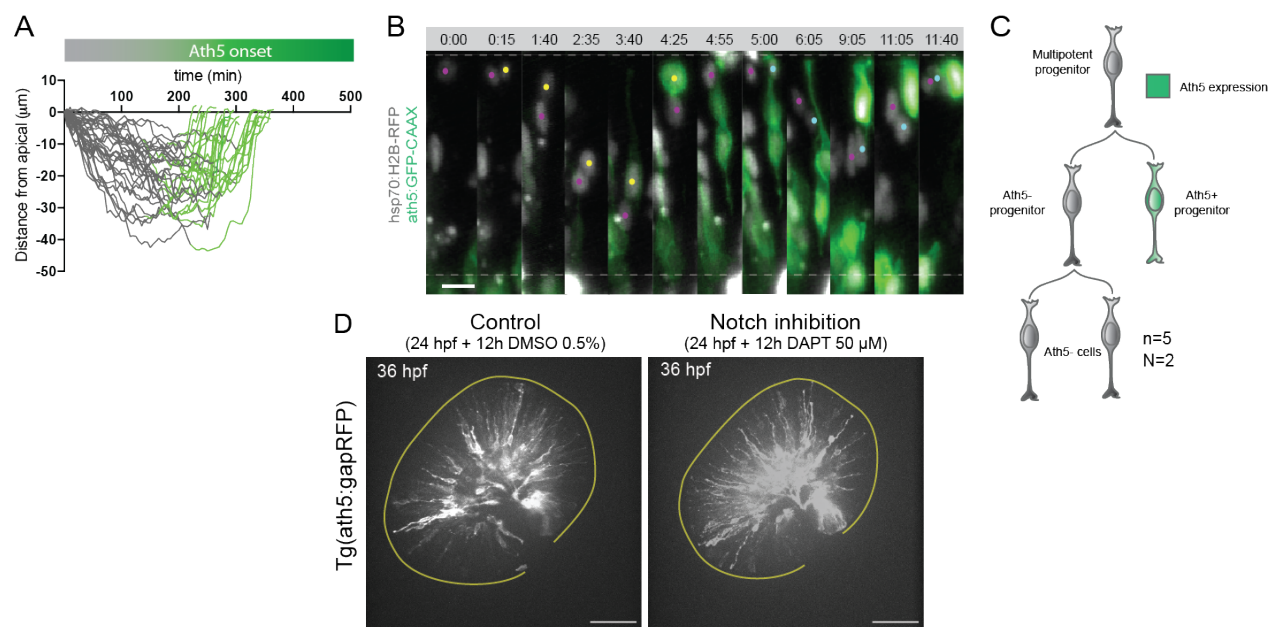 A
Ath5 onset
time (min)
100 200 300 400 500
10
0
-10
-20
-30
-40
-50
Distance from apical (µm)
B
0:00 0:15 1:40 2:35 3:40 4:25 4:55 5:00 6:05 9:05 11:05 11:40
hsp70:H2B-RFP
ath5:GFP-CAAX
C
Multipotent
progenitor
Ath5 expression
Ath5-
progenitor
Ath5+
progenitor
Ath5- cells
n=5
N=2
D
Control
(24 hpf + 12h DMSO 0.5%)
Notch inhibition
(24 hpf + 12h DAPT 50 µM)
Tg(ath5:gapRFP)
36 hpf
36 hpf